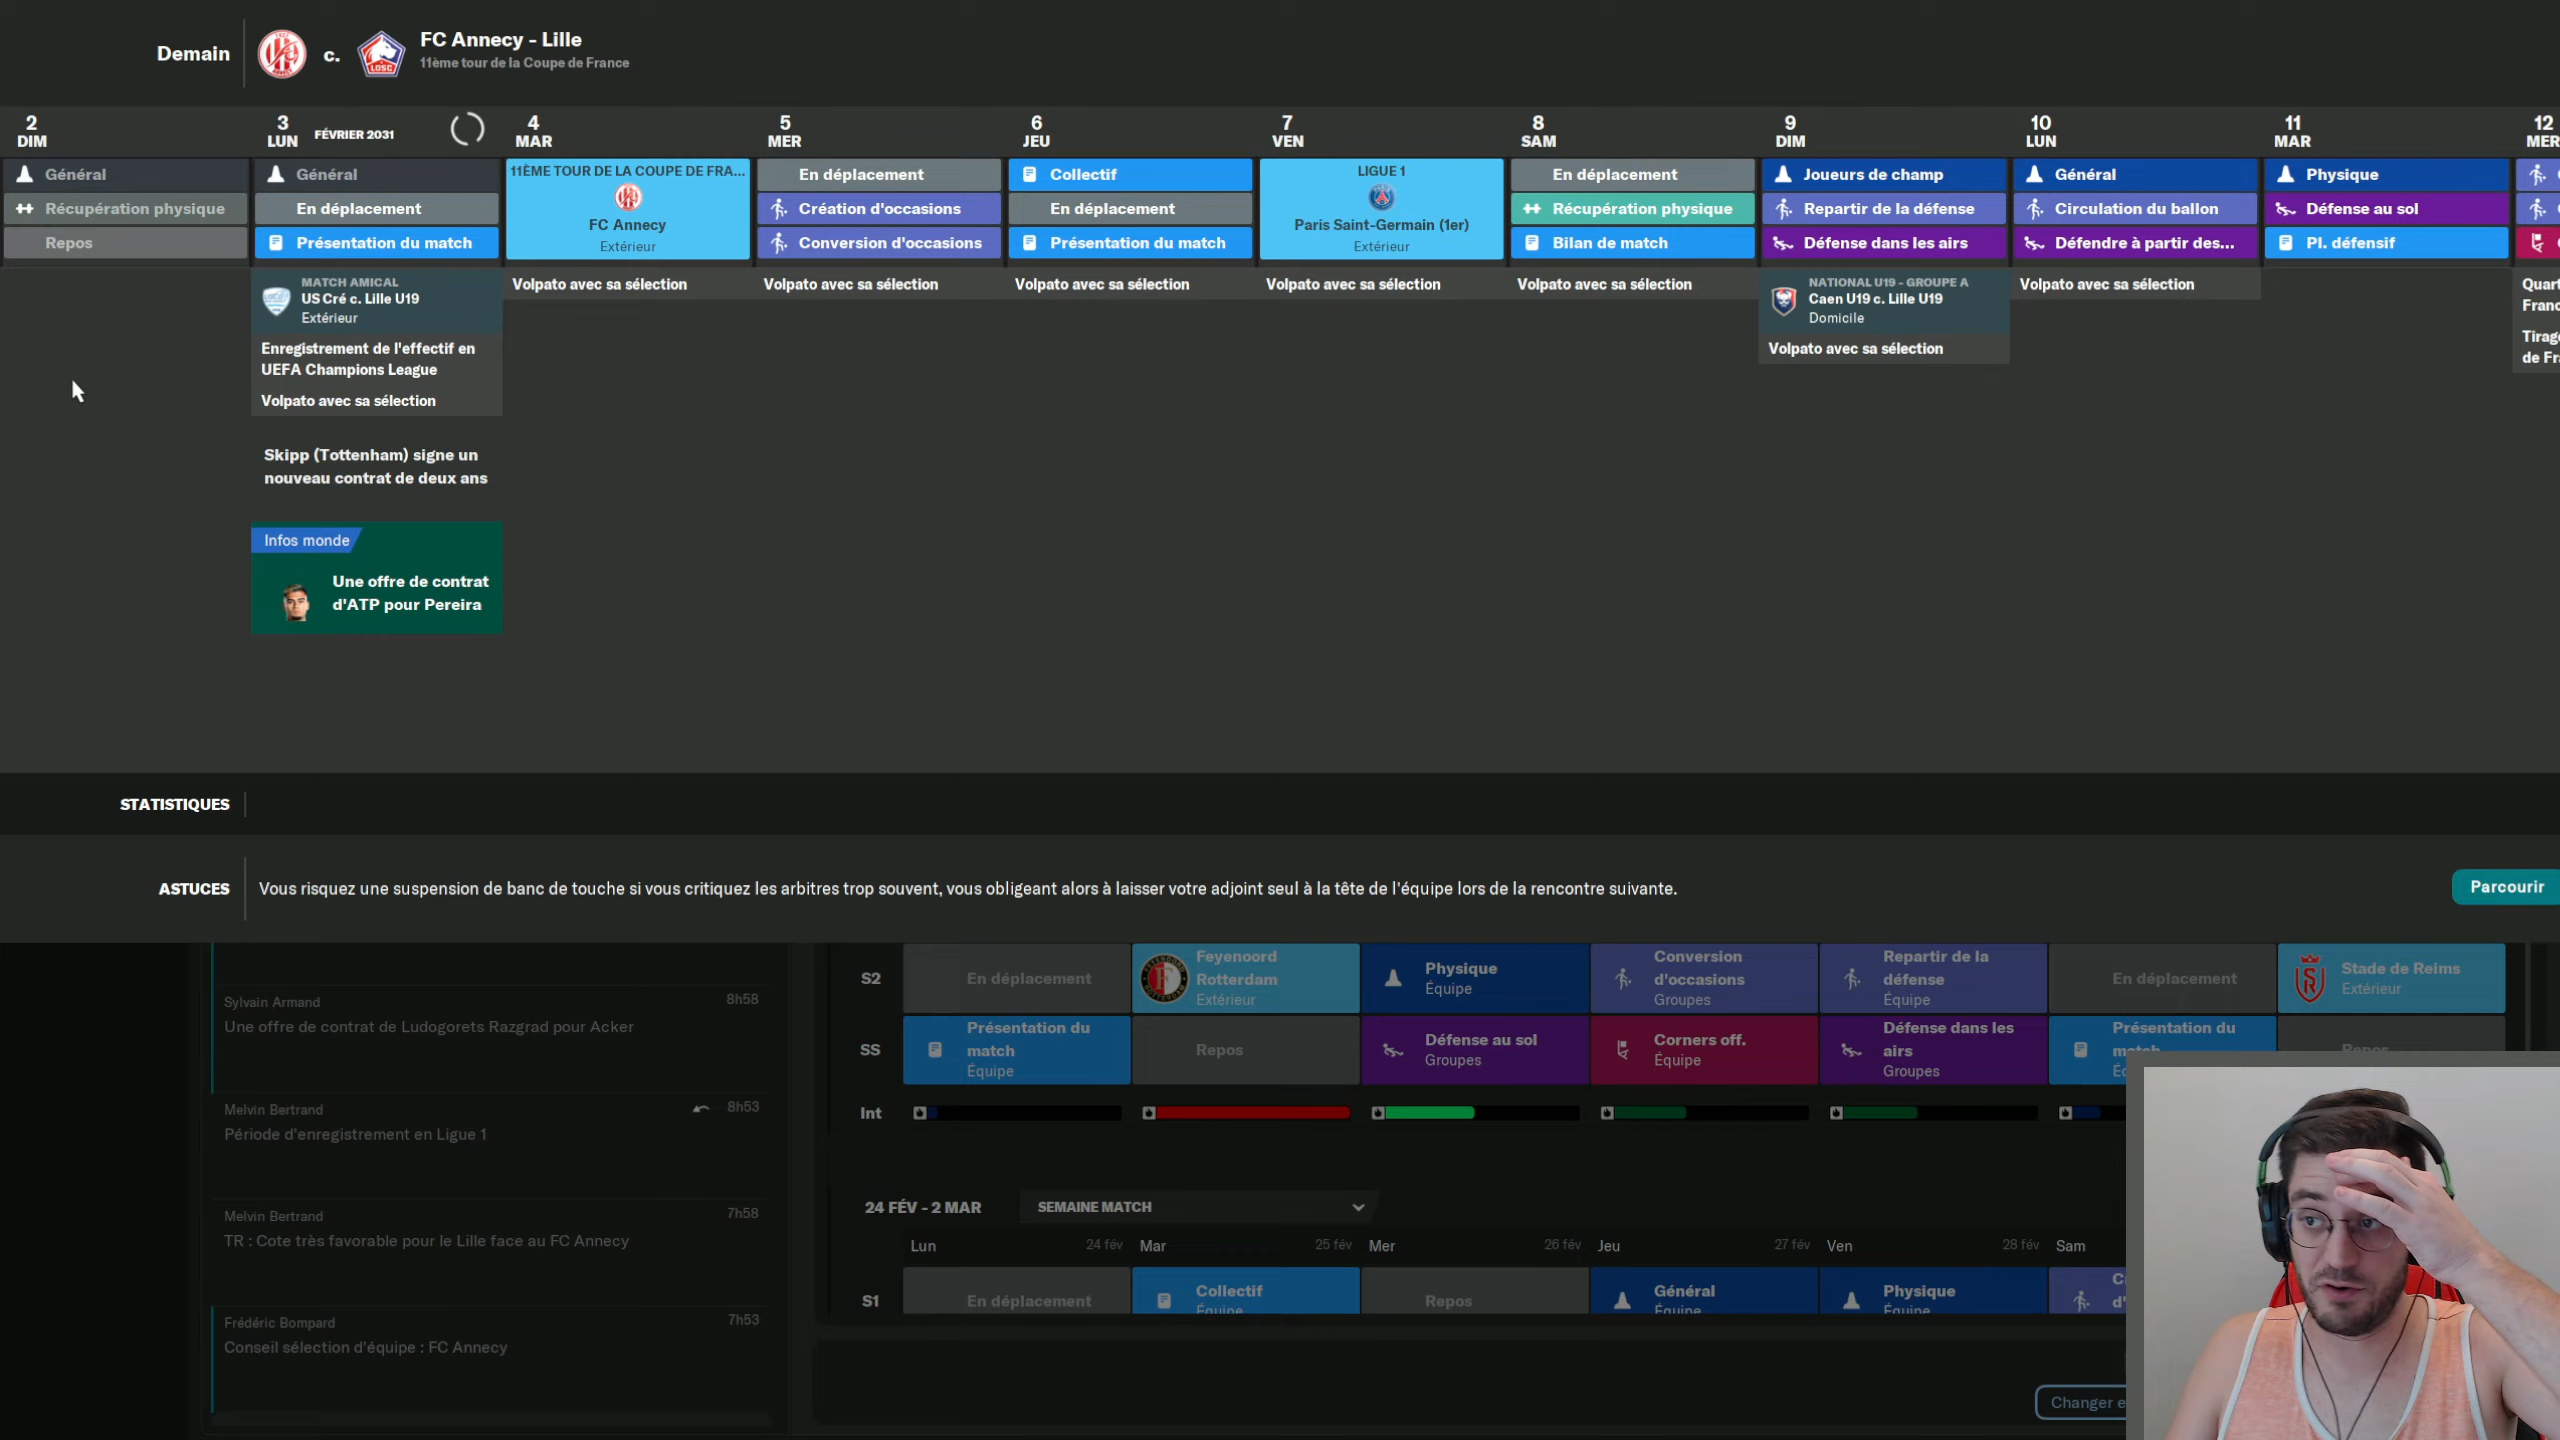 Demain
c.
FC Annecy - Lille
11ème tour de la Coupe de France
2
DIM
3
LUN
FÉVRIER 2031
4
MAR
5
MER
6
JEU
7
VEN
8
SAM
9
DIM
10
LUN
11
MAR
12
MER
Général
Récupération physique
Repos
Général
En déplacement
Présentation du match
11ÈME TOUR DE LA COUPE DE FRA...
FC Annecy
Extérieur
En déplacement
Création d'occasions
Conversion d'occasions
Collectif
En déplacement
Présentation du match
LIGUE 1
Paris Saint-Germain (1er)
Extérieur
En déplacement
Récupération physique
Bilan de match
Joueurs de champ
Repartir de la défense
Défense dans les airs
Général
Circulation du ballon
Défendre à partir des...
Physique
Défense au sol
Pl. défensif
MATCH AMICAL
US Cré c. Lille U19
Extérieur
Enregistrement de l'effectif en
UEFA Champions League
Volpato avec sa sélection
Volpato avec sa sélection
Volpato avec sa sélection
Volpato avec sa sélection
Volpato avec sa sélection
Volpato avec sa sélection
NATIONAL U19 - GROUPE A
Caen U19 c. Lille U19
Domicile
Volpato avec sa sélection
Volpato avec sa sélection
Skipp (Tottenham) signe un
nouveau contrat de deux ans
Infos monde
Une offre de contrat
d'ATP pour Pereira
STATISTIQUES
ASTUCES
Vous risquez une suspension de banc de touche si vous critiquez les arbitres trop souvent, vous obligeant alors à laisser votre adjoint seul à la tête de l'équipe lors de la rencontre suivante.
Parcourir
Sylvain Armand
8h58
Une offre de contrat de Ludogorets Razgrad pour Acker
Melvin Bertrand
8h53
Période d'enregistrement en Ligue 1
Melvin Bertrand
7h58
TR : Cote très favorable pour le Lille face au FC Annecy
Frédéric Bompard
7h53
Conseil sélection d'équipe : FC Annecy
S2
En déplacement
Feyenoord
Rotterdam
Extérieur
Physique
Équipe
Conversion
d'occasions
Groupes
Repartir de la
défense
Équipe
En déplacement
Stade de Reims
Extérieur
SS
Présentation du
match
Équipe
Repos
Défense au sol
Groupes
Corners off.
Équipe
Défense dans les
airs
Groupes
Présentation du
match
Repos
Int
24 FÉV - 2 MAR
SEMAINE MATCH
Lun
24 fév
Mar
25 fév
Mer
26 fév
Jeu
27 fév
Ven
28 fév
Sam
S1
En déplacement
Collectif
Équipe
Repos
Général
Équipe
Physique
Équipe
Changer